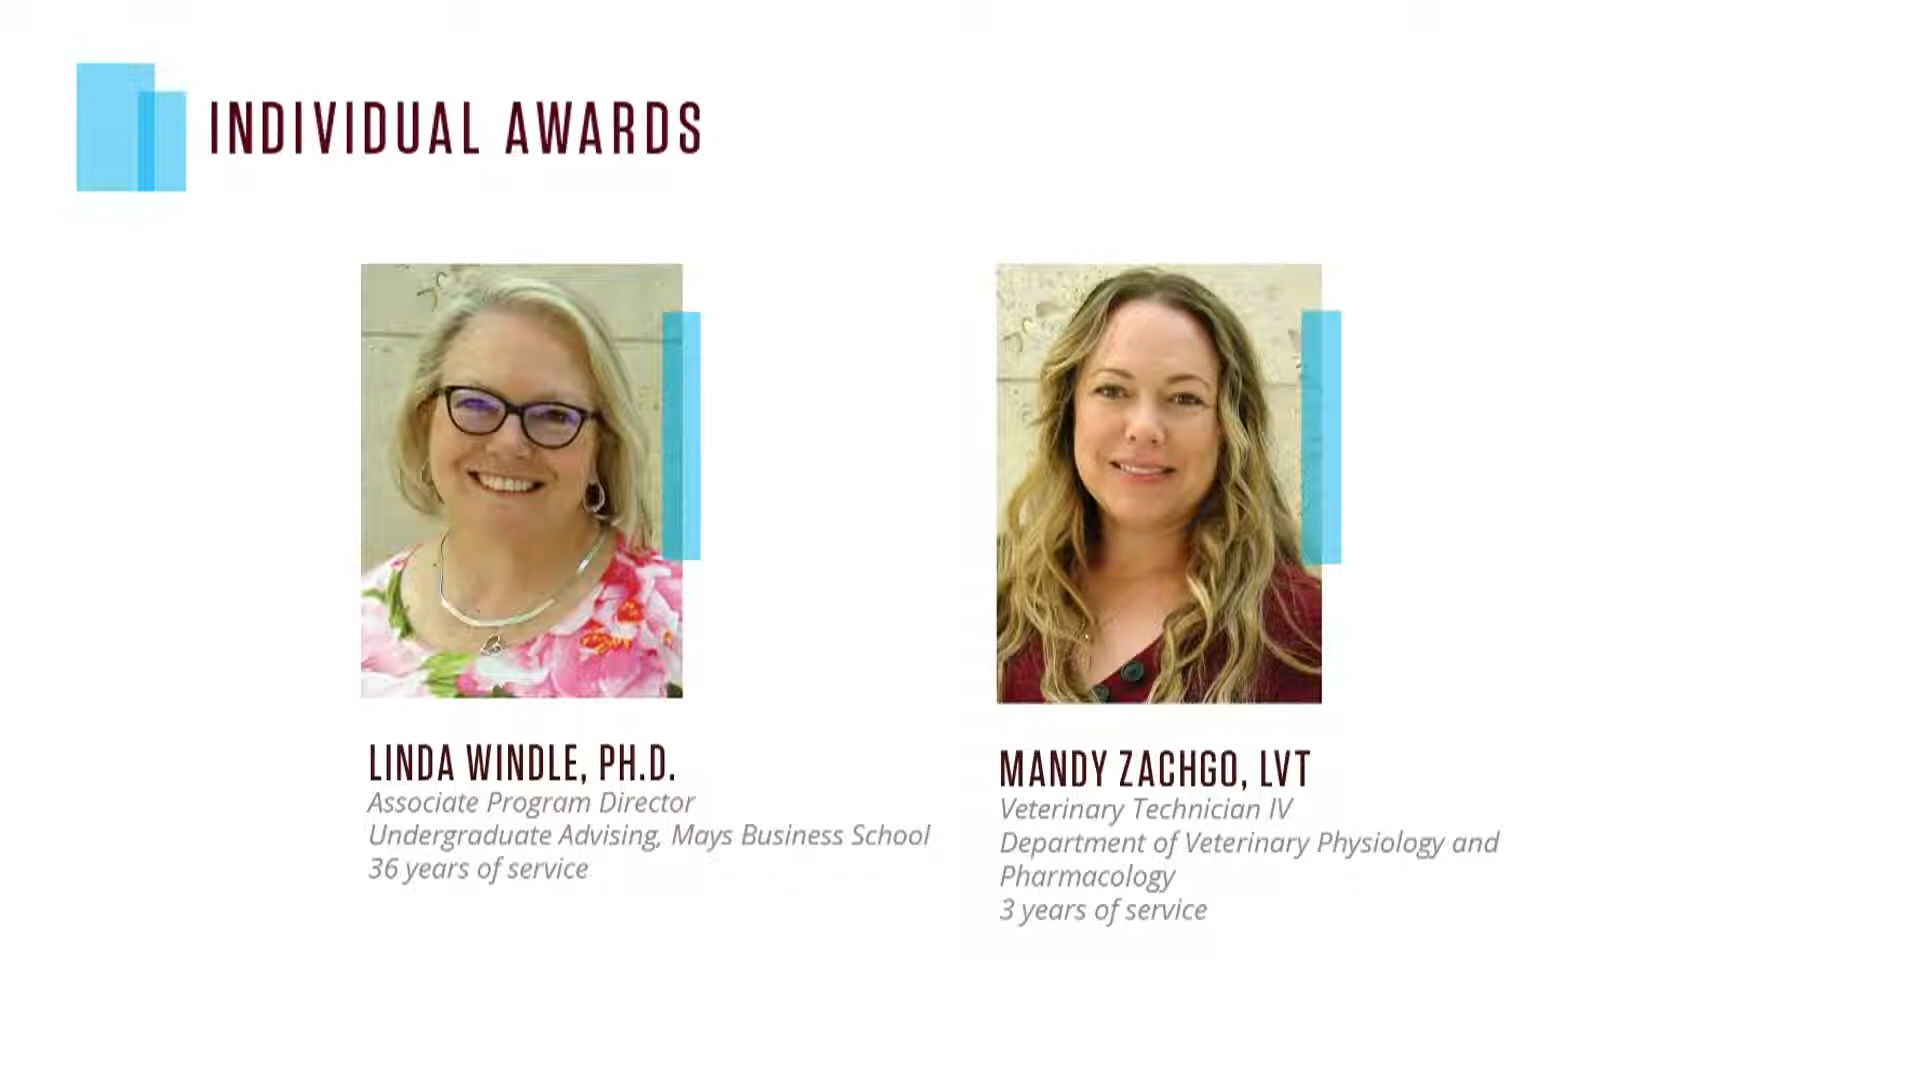 INDIVIDUAL AWARDS
LINDA WINDLE, PH.D.
Associate Program Director
Undergraduate Advising, Mays Business School
36 years of service
MANDY ZACHGO, LVT
Veterinary Technician IV
Department of Veterinary Physiology and
Pharmacology
3 years of service